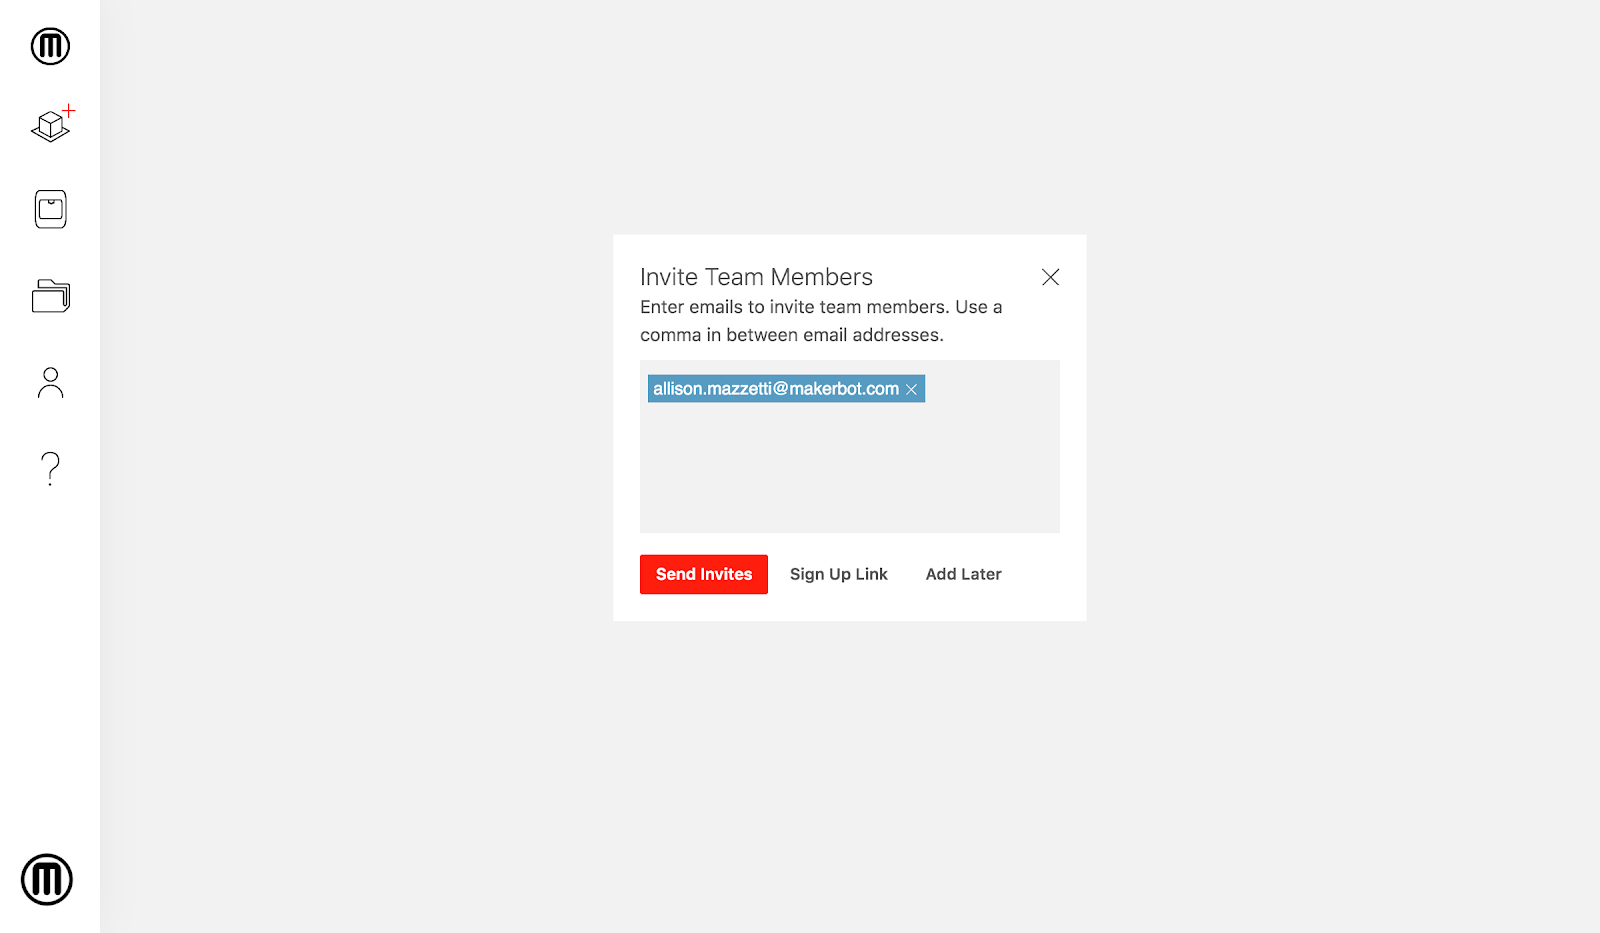 Invite Team Members
Enter emails to invite team members. Use a
comma in between email addresses.
allison.mazzetti@makerbot.com
Send Invites Sign Up Link Add Later